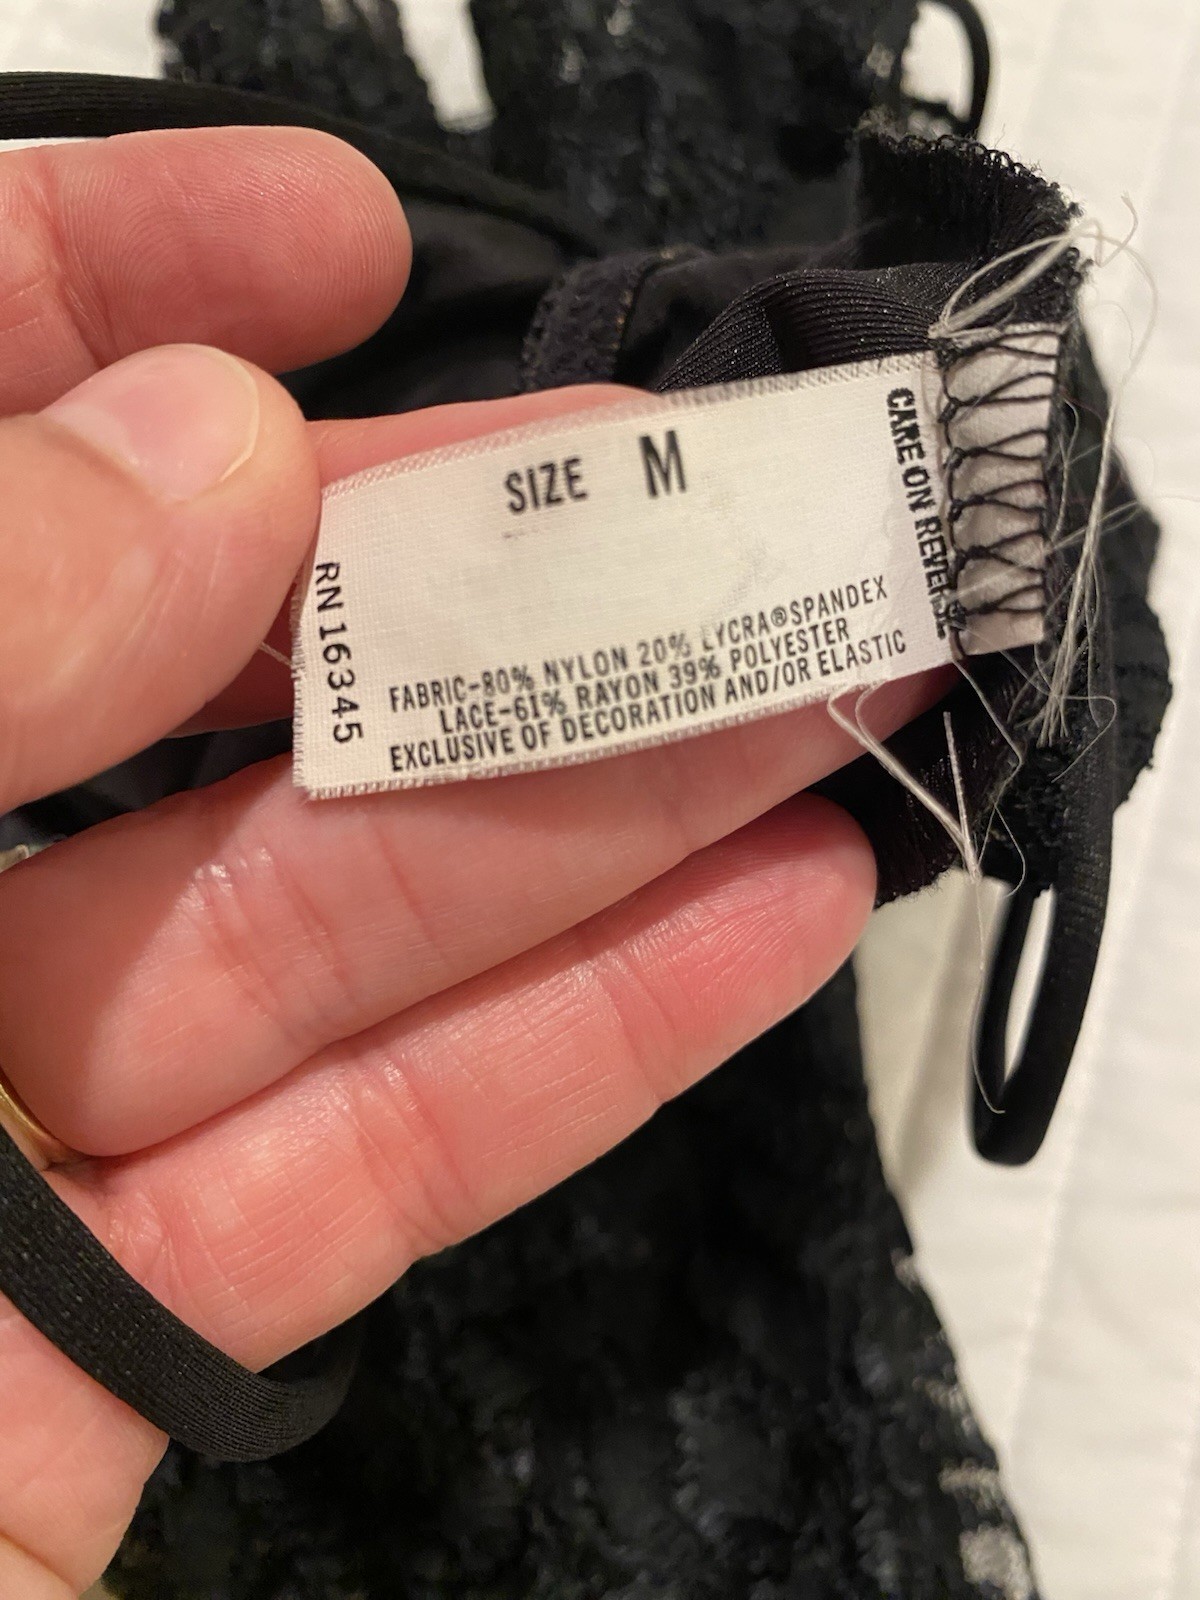 SIZE M
FABRIC-80% NYLON 20% LYCRA®SPANDEX
LACE-61% RAYON 39% POLYESTER
EXCLUSIVE OF DECORATION AND/OR ELASTIC
RN 16345
CARE ON REVERSE